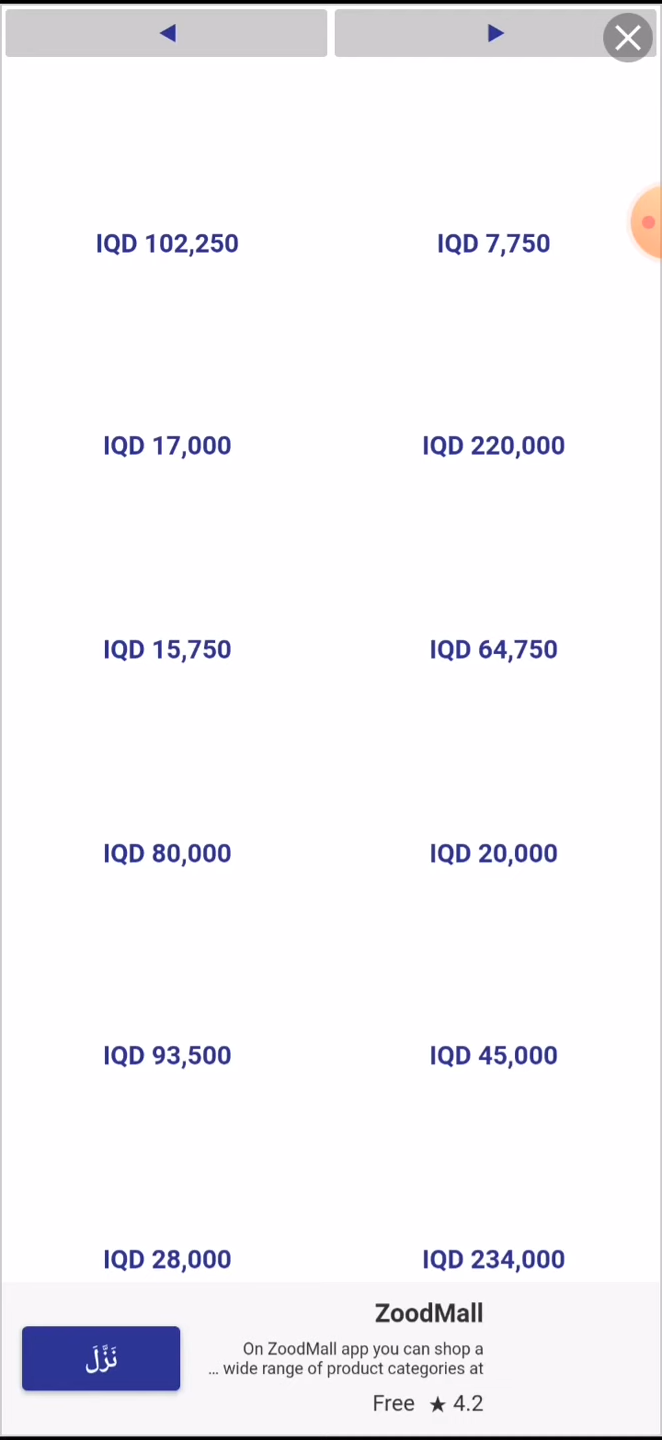 IQD 102,250
IQD 7,750
IQD 17,000
IQD 220,000
IQD 15,750
IQD 64,750
IQD 80,000
IQD 20,000
IQD 93,500
IQD 45,000
IQD 28,000
IQD 234,000
ZoodMall
On ZoodMall app you can shop a
... wide range of product categories at
Free ★ 4.2
نَزَّلَ